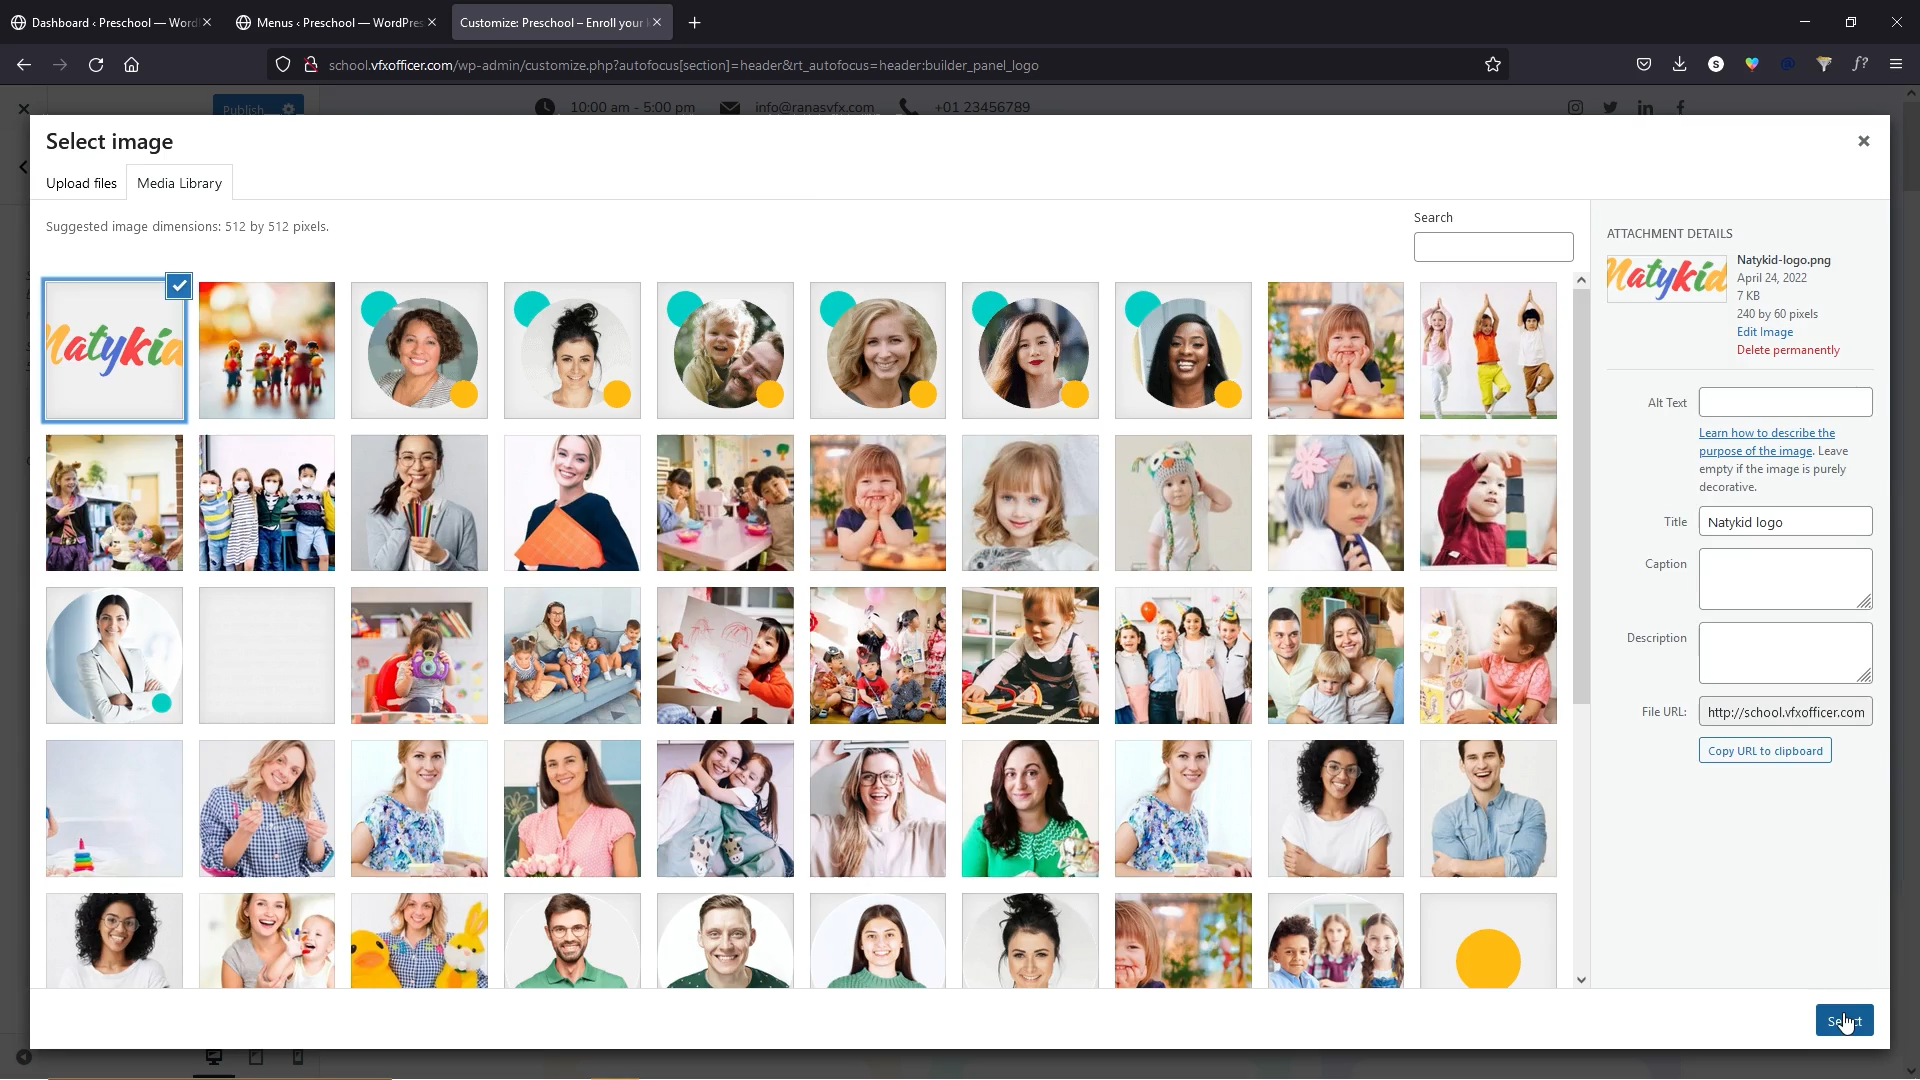 Dashboard ‹ Preschool — Word
Menus ‹ Preschool — WordPres
Customize: Preschool – Enroll your
school.vfxofficer.com/wp-admin/customize.php?autofocus[section]=header&rt_autofocus=header:builder_panel_logo
Publish
10:00 am - 5:00 pm
info@ranasvfx.com
+01 23456789
Select image
Upload files
Media Library
Suggested image dimensions: 512 by 512 pixels.
Search
Natykid
ATTACHMENT DETAILS
Natykid
Natykid-logo.png
April 24, 2022
7 KB
240 by 60 pixels
Edit Image
Delete permanently
Alt Text
Learn how to describe the
purpose of the image. Leave
empty if the image is purely
decorative.
Title
Natykid logo
Caption
Description
File URL:
http://school.vfxofficer.com
Copy URL to clipboard
Select